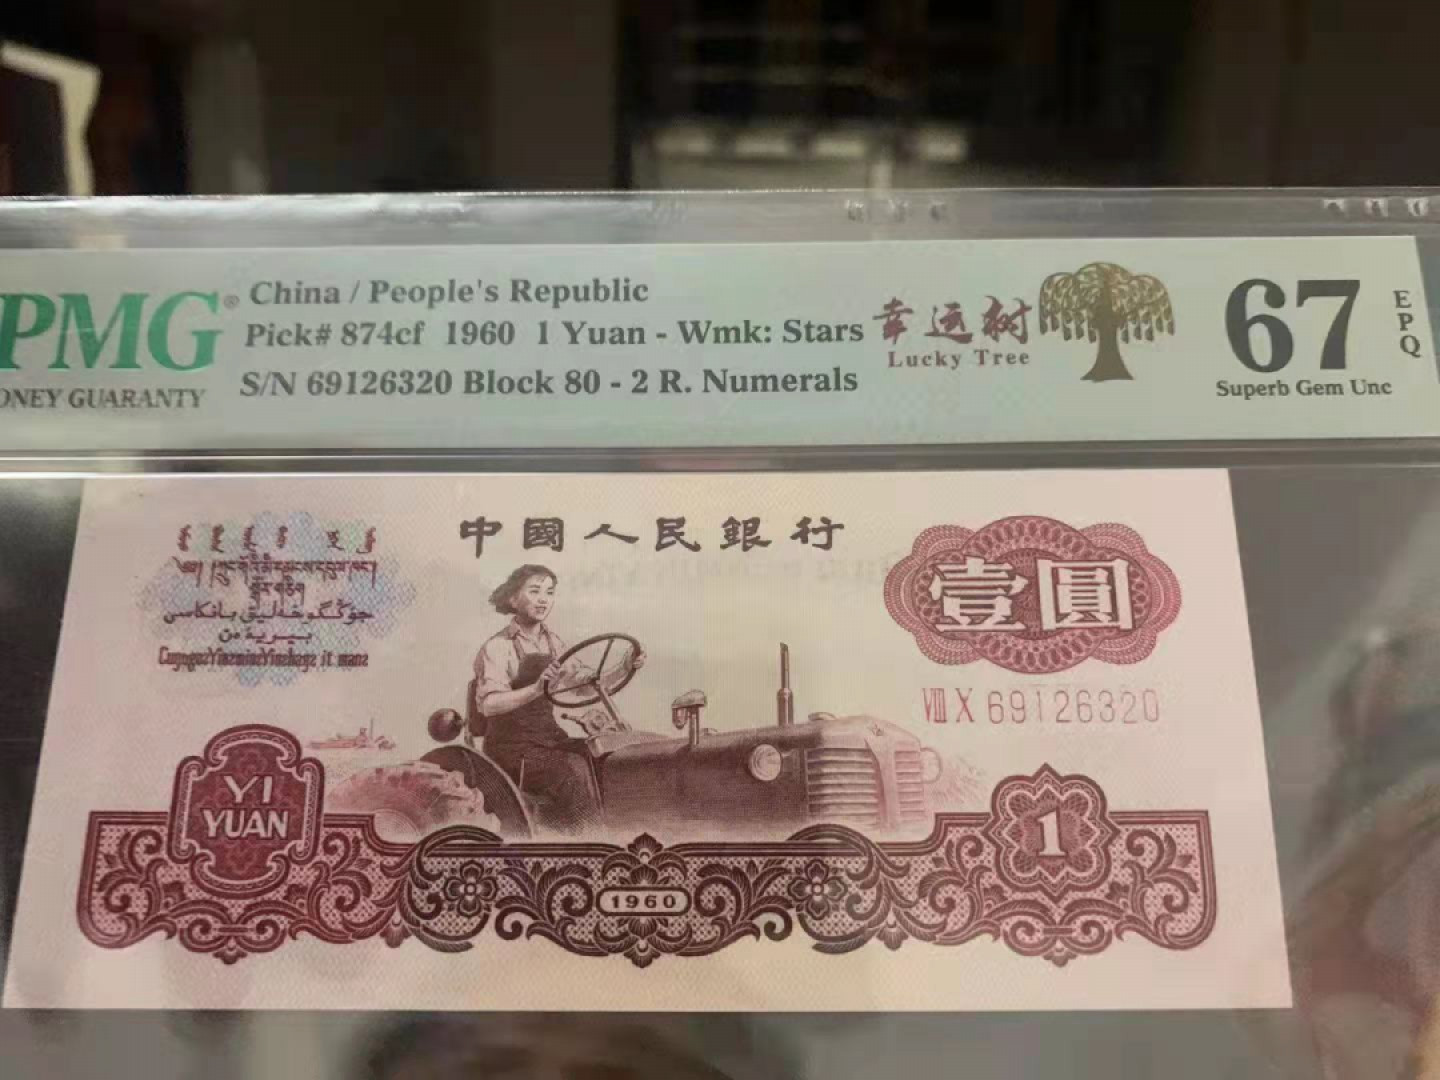 PMG®
China / People's Republic
Pick# 874cf 1960 1 Yuan - Wmk: Stars
S/N 69126320 Block 80 - 2 R. Numerals
GUARANTY
幸运树
Lucky Tree
67
EPQ
Superb Gem Unc
中國人民銀行
壹圓
VIII X 69126320
YI
YUAN
1960
1